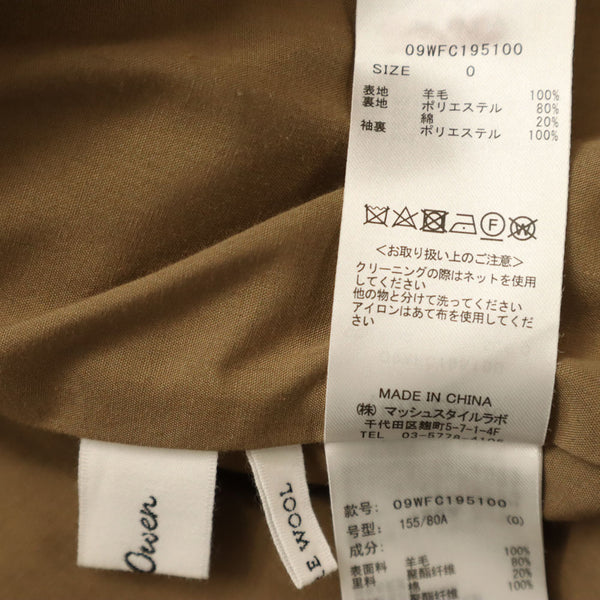 09WFC195100
SIZE 0
表地 羊毛 100%
裏地 ポリエステル 80%
綿 20%
袖裏 ポリエステル 100%
F
W
<お取り扱い上のご注意>
クリーニングの際はネットを使用
してください
他の物と分けて洗ってください
アイロンはあて布を使用してくだ
さい
MADE IN CHINA
(株) マッシュスタイルラボ
千代田区麹町5-7-1-4F
TEL 03-5778-4105
Owen
E WOOL
款号: 09WFC195100
号型: 155/80A (0)
成分: 100%
表面料 羊毛 80%
里料 聚酯纤维 20%
棉 100%